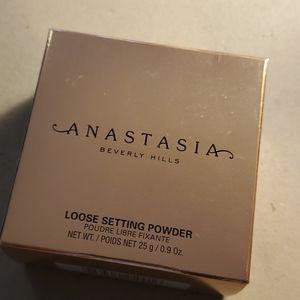 ANASTASIA
BEVERLY HILLS
LOOSE SETTING POWDER
POUDRE LIBRE FIXANTE
NET WT. / POIDS NET 25 g / 0.9 Oz.